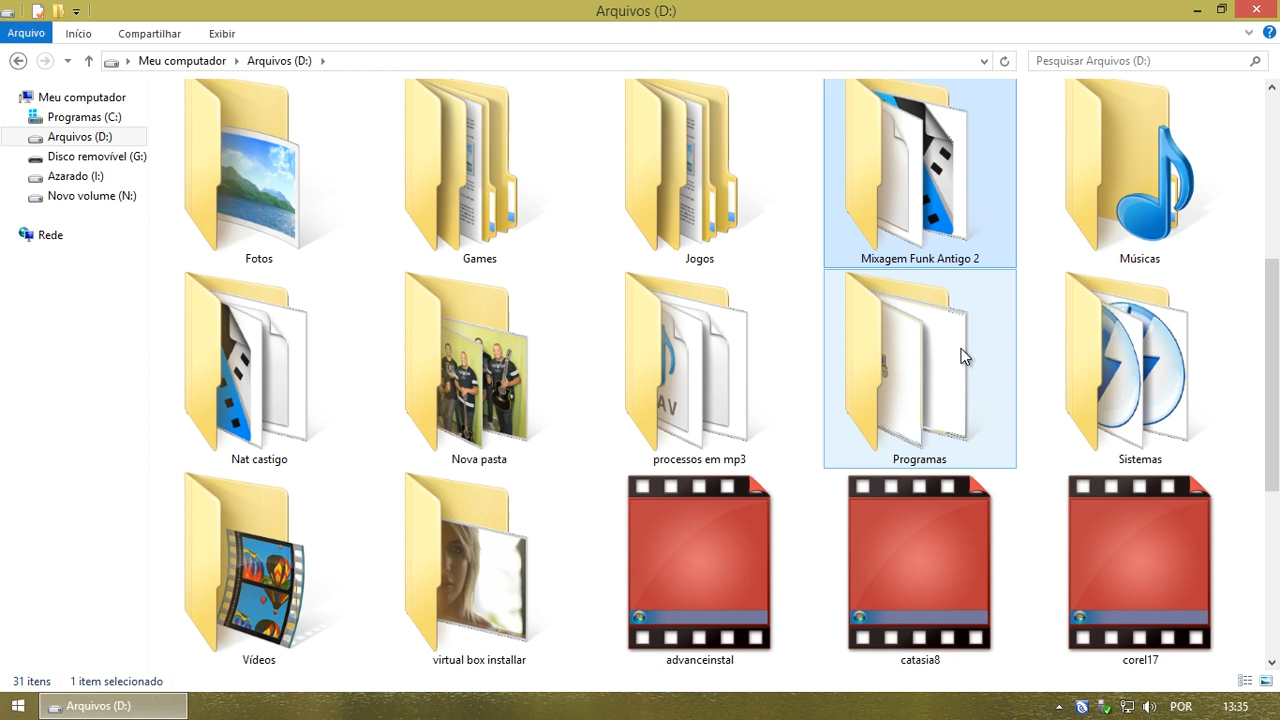 Arquivos (D:)
Arquivo Início Compartilhar Exibir
Meu computador Arquivos (D:)
Pesquisar Arquivos (D:)
Meu computador
Programas (C:)
Arquivos (D:)
Disco removível (G:)
Azarado (I:)
Novo volume (N:)
Rede
Fotos Games Jogos Mixagem Funk Antigo 2 Músicas
AV
Nat castigo Nova pasta processos em mp3 Programas Sistemas
Vídeos virtual box installar advanceinstal catasia8 corel17
31 itens 1 item selecionado
Arquivos (D:) POR 13:35